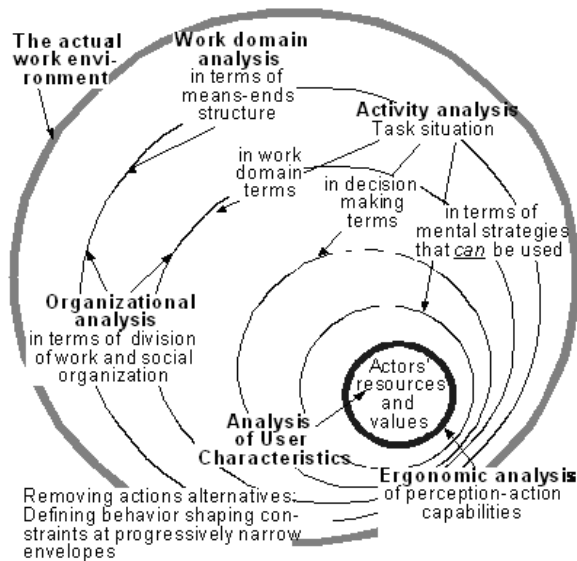 The actual
work envi-
ronment
Work domain
analysis
in terms of
means-ends
structure
Activity analysis
Task situation
in work
domain
terms
in decision
making
terms
in terms of
mental strategies
that can be used
Organizational
analysis
in terms of division
of work and social
organization
Actors'
resources
and
values
Analysis
of User
Characteristics
Ergonomic analysis
of perception-action
capabilities
Removing actions alternatives:
Defining behavior shaping con-
straints at progressively narrow
envelopes